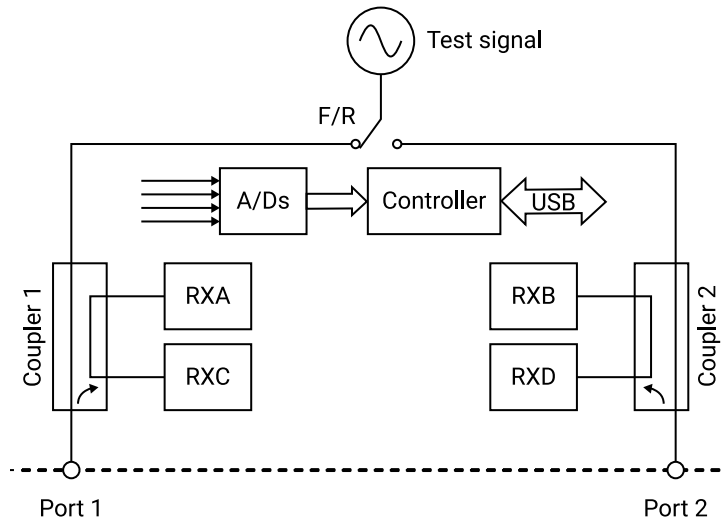 Test signal
F/R
A/Ds
Controller
USB
Coupler 1
RXA
RXB
Coupler 2
RXC
RXD
Port 1
Port 2